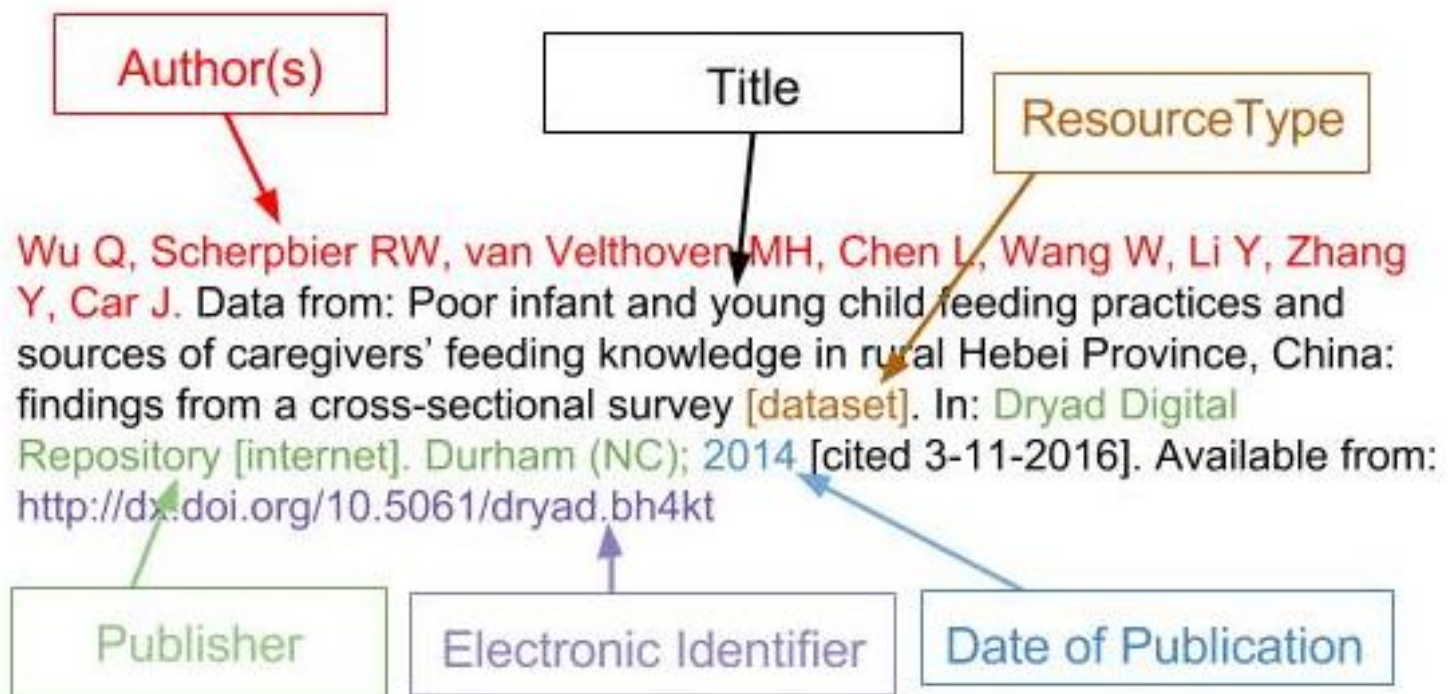 Author(s)
Title
ResourceType
Wu Q, Scherpbier RW, van Velthoven MH, Chen L, Wang W, Li Y, Zhang
Y, Car J. Data from: Poor infant and young child feeding practices and
sources of caregivers’ feeding knowledge in rural Hebei Province, China:
findings from a cross-sectional survey [dataset]. In: Dryad Digital
Repository [internet]. Durham (NC); 2014 [cited 3-11-2016]. Available from:
http://dx.doi.org/10.5061/dryad.bh4kt
Publisher
Electronic Identifier
Date of Publication